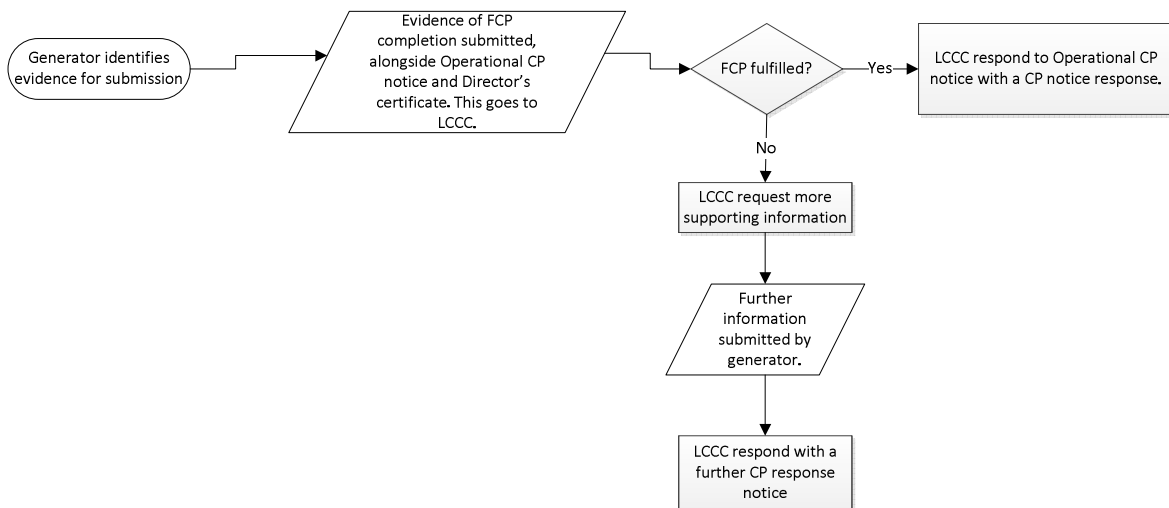 Generator identifies
evidence for submission
Evidence of FCP
completion submitted,
alongside Operational CP
notice and Director’s
certificate. This goes to
LCCC.
FCP fulfilled?
Yes
LCCC respond to Operational CP
notice with a CP notice response.
No
LCCC request more
supporting information
Further
information
submitted by
generator.
LCCC respond with a
further CP response
notice